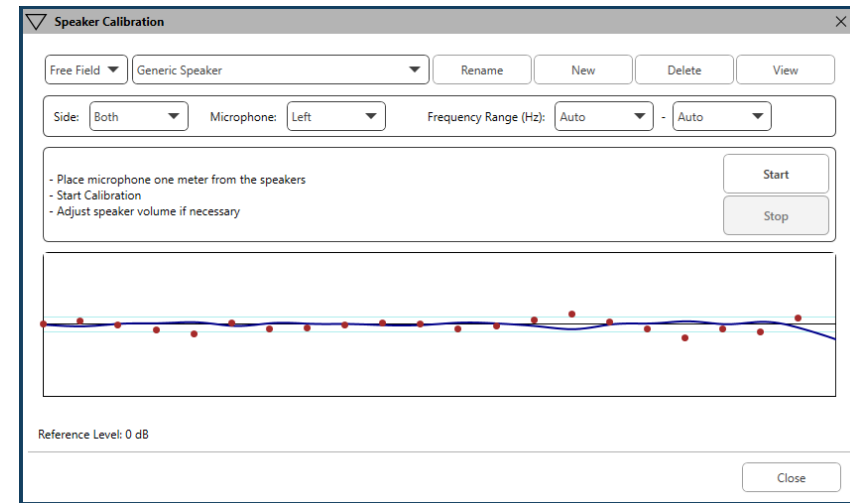 Speaker Calibration
Free Field Generic Speaker Rename New Delete View
Side: Both Microphone: Left Frequency Range (Hz): Auto - Auto
- Place microphone one meter from the speakers
- Start Calibration
- Adjust speaker volume if necessary
Start
Stop
Reference Level: 0 dB
Close